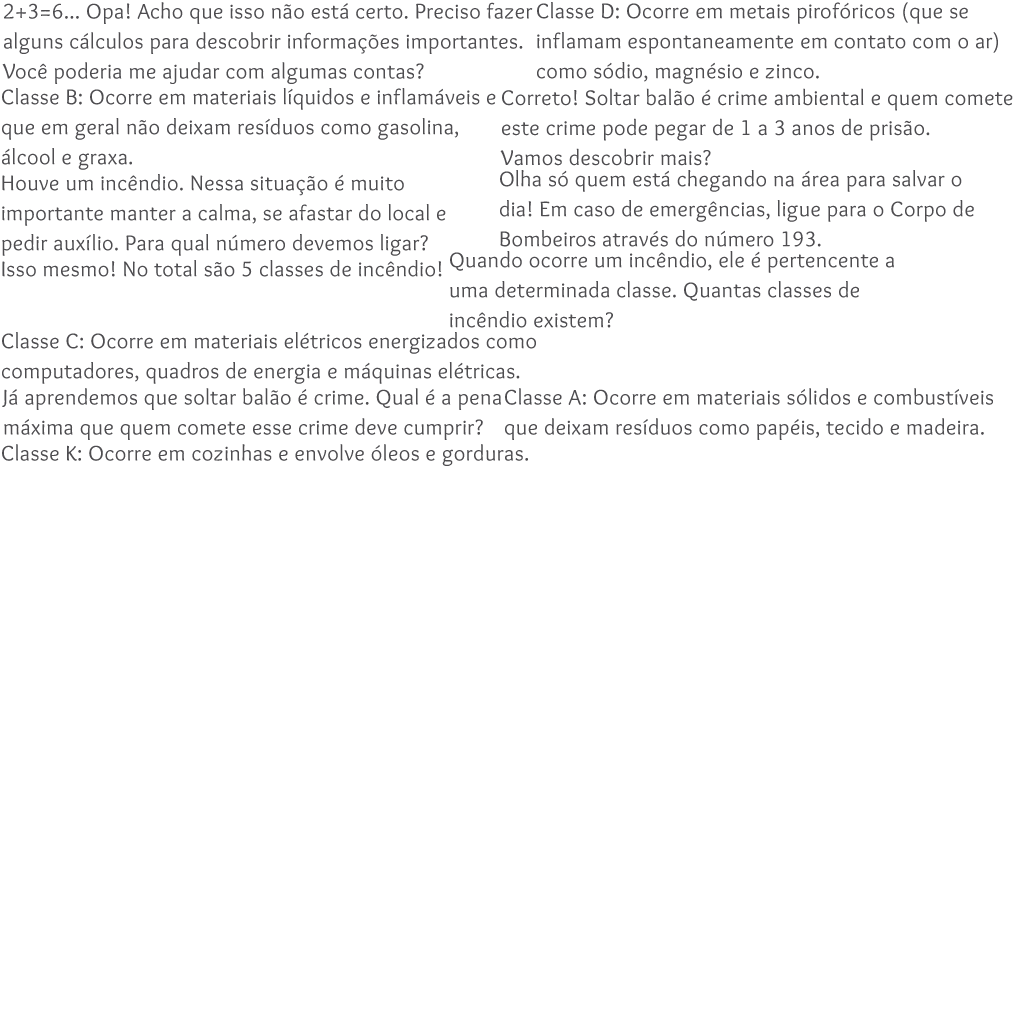 2+3=6... Opa! Acho que isso não está certo. Preciso fazer
alguns cálculos para descobrir informações importantes.
Você poderia me ajudar com algumas contas?
Classe D: Ocorre em metais pirofóricos (que se
inflamam espontaneamente em contato com o ar)
como sódio, magnésio e zinco.
Classe B: Ocorre em materiais líquidos e inflamáveis e
que em geral não deixam resíduos como gasolina,
álcool e graxa.
Correto! Soltar balão é crime ambiental e quem comete
este crime pode pegar de 1 a 3 anos de prisão.
Vamos descobrir mais?
Houve um incêndio. Nessa situação é muito
importante manter a calma, se afastar do local e
pedir auxílio. Para qual número devemos ligar?
Olha só quem está chegando na área para salvar o
dia! Em caso de emergências, ligue para o Corpo de
Bombeiros através do número 193.
Isso mesmo! No total são 5 classes de incêndio!
Quando ocorre um incêndio, ele é pertencente a
uma determinada classe. Quantas classes de
incêndio existem?
Classe C: Ocorre em materiais elétricos energizados como
computadores, quadros de energia e máquinas elétricas.
Já aprendemos que soltar balão é crime. Qual é a pena
máxima que quem comete esse crime deve cumprir?
Classe A: Ocorre em materiais sólidos e combustíveis
que deixam resíduos como papéis, tecido e madeira.
Classe K: Ocorre em cozinhas e envolve óleos e gorduras.